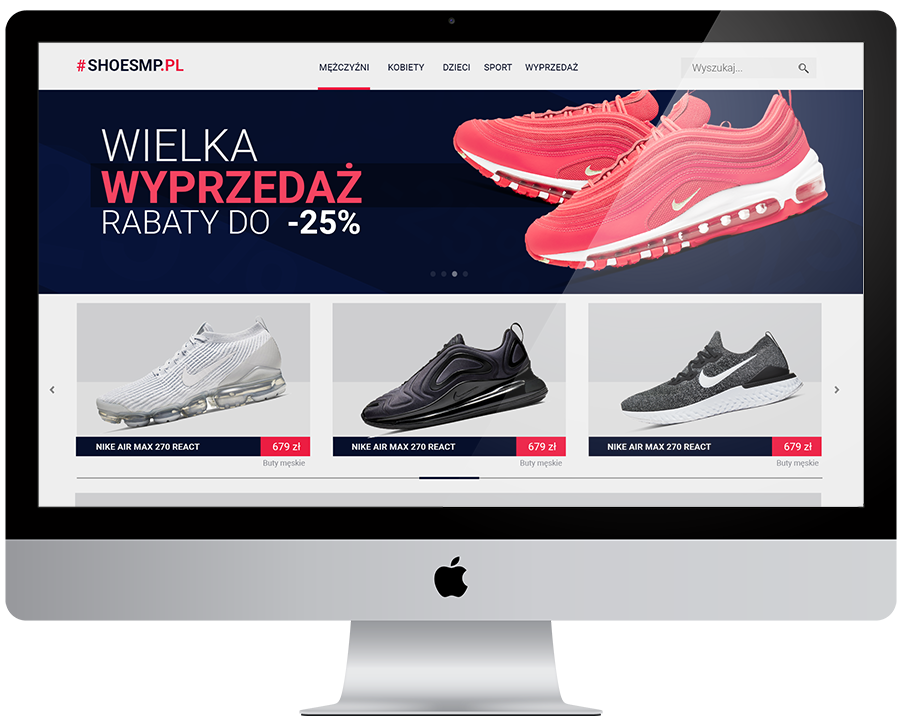 #SHOESMP.PL
MĘŻCZYŹNI KOBIETY DZIECI SPORT WYPRZEDAŻ
Wyszukaj...
WIELKA
WYPRZEDAŻ
RABATY DO -25%
NIKE AIR MAX 270 REACT 679 zł
Buty męskie
NIKE AIR MAX 270 REACT 679 zł
Buty męskie
NIKE AIR MAX 270 REACT 679 zł
Buty męskie